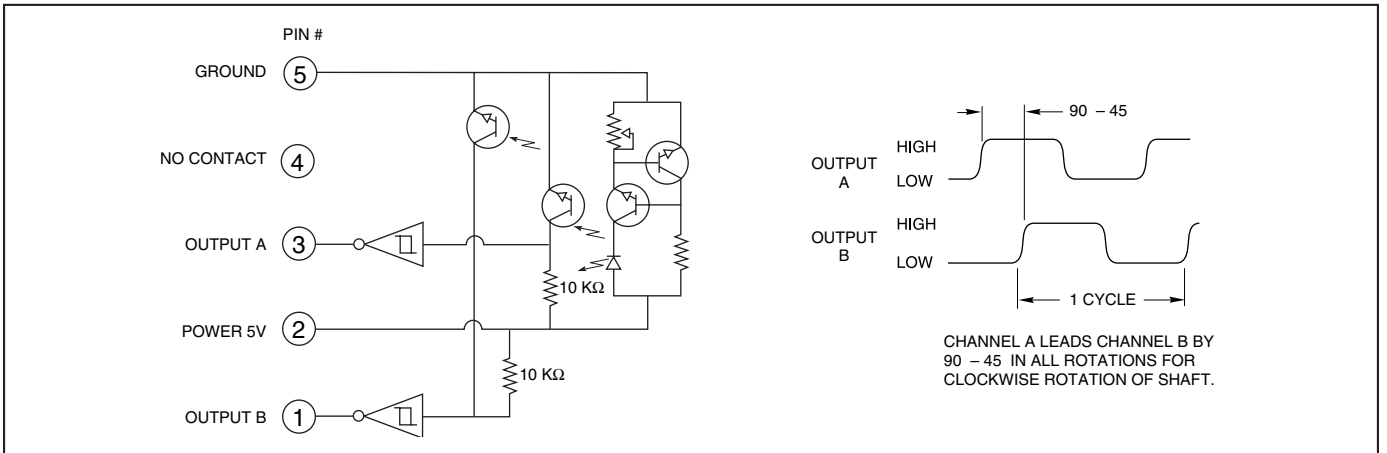 PIN #
GROUND 5
NO CONTACT 4
OUTPUT A 3
10 KΩ
POWER 5V 2
10 KΩ
OUTPUT B 1
90 – 45
OUTPUT
A
HIGH
LOW
OUTPUT
B
HIGH
LOW
1 CYCLE
CHANNEL A LEADS CHANNEL B BY
90 – 45 IN ALL ROTATIONS FOR
CLOCKWISE ROTATION OF SHAFT.